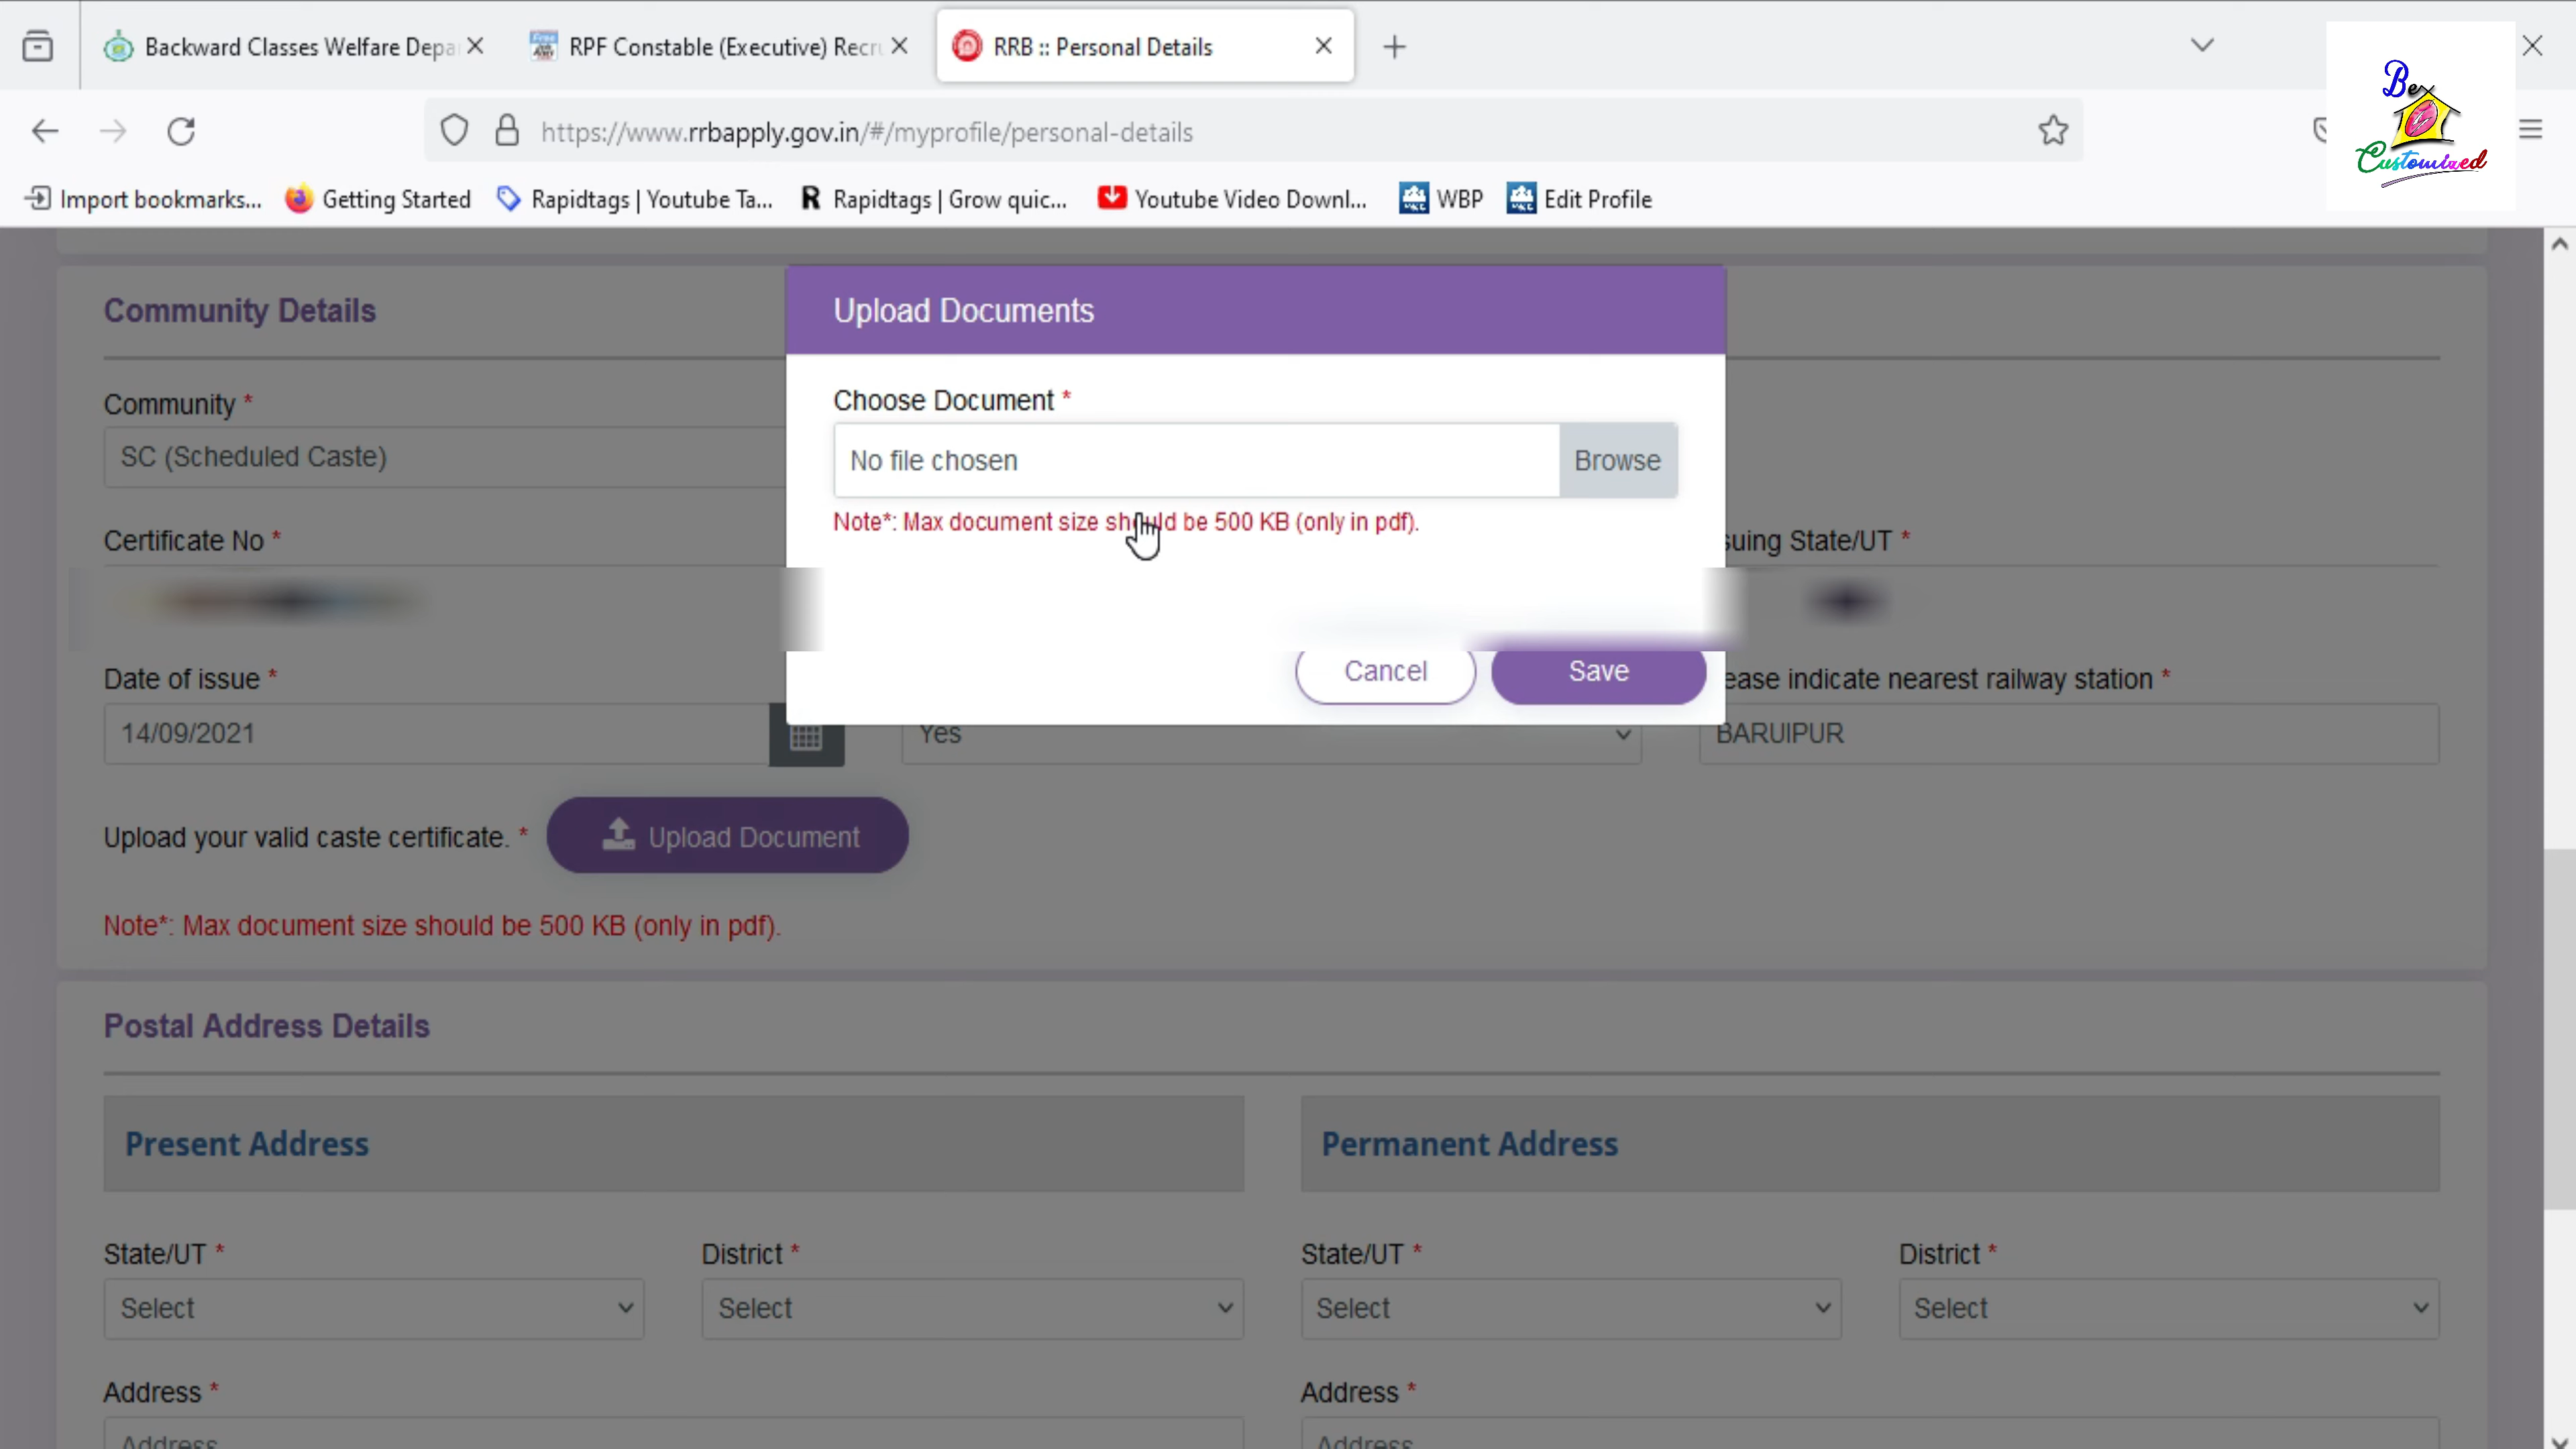 Backward Classes Welfare Depa
RPF Constable (Executive) Recru
RRB :: Personal Details
Be
Customized
https://www.rrbapply.gov.in/#/myprofile/personal-details
Import bookmarks...
Getting Started
Rapidtags | Youtube Ta...
R Rapidtags | Grow quic...
Youtube Video Downl...
WBP
Edit Profile
Community Details
Upload Documents
Community *
SC (Scheduled Caste)
Choose Document *
No file chosen
Browse
Note*: Max document size should be 500 KB (only in pdf).
Certificate No *
suing State/UT *
Cancel
Save
Date of issue *
ease indicate nearest railway station *
14/09/2021
Yes
BARUIPUR
Upload your valid caste certificate. *
Upload Document
Note*: Max document size should be 500 KB (only in pdf).
Postal Address Details
Present Address
Permanent Address
State/UT *
District *
State/UT *
District *
Select
Select
Select
Select
Address *
Address *
Address
Address